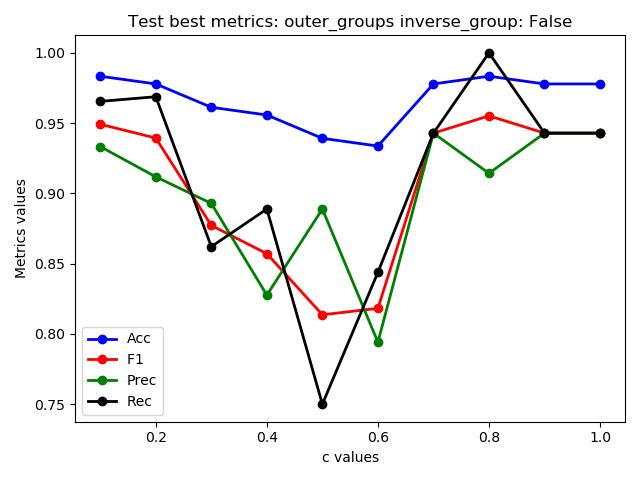 Test best metrics: outer_groups inverse_group: False
1.00
0.95
0.90
0.85
0.80
0.75
Metrics values
Acc
F1
Prec
Rec
0.2
0.4
0.6
0.8
1.0
c values